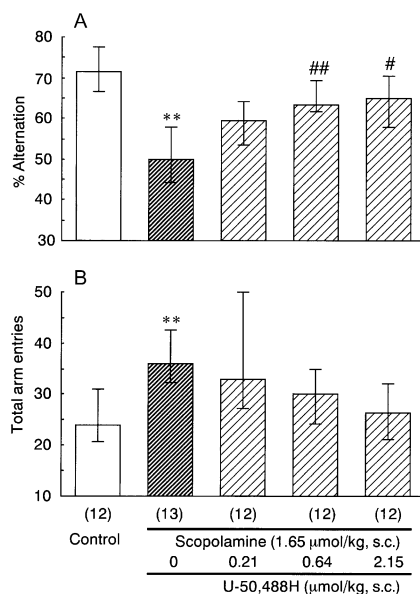 A
80
70
60
50
40
30
% Alternation
**
##
#
B
50
40
30
20
10
Total arm entries
**
(12) (13) (12) (12) (12)
Control
Scopolamine (1.65 μmol/kg, s.c.)
0 0.21 0.64 2.15
U-50,488H (μmol/kg, s.c.)